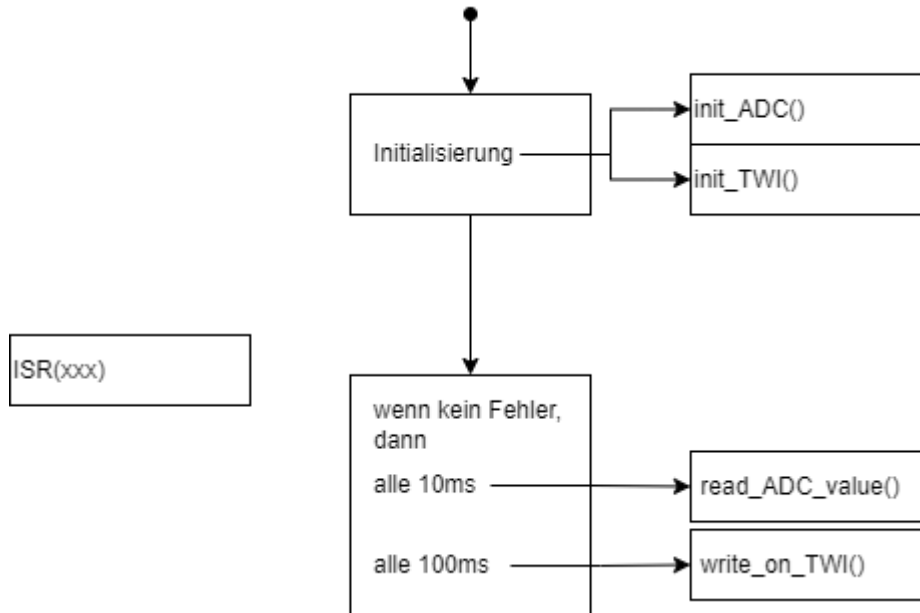 Initialisierung
init_ADC()
init_TWI()
ISR(xxx)
wenn kein Fehler,
dann
alle 10ms
read_ADC_value()
alle 100ms
write_on_TWI()